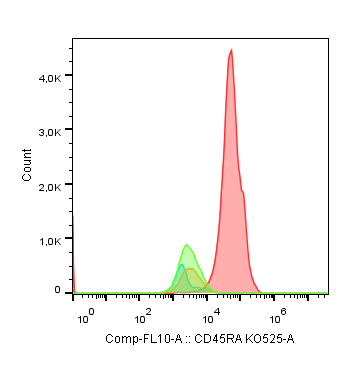 4,0K
3,0K
2,0K
1,0K
0
Count
10^0 10^2 10^4 10^6
Comp-FL10-A :: CD45RA KO525-A